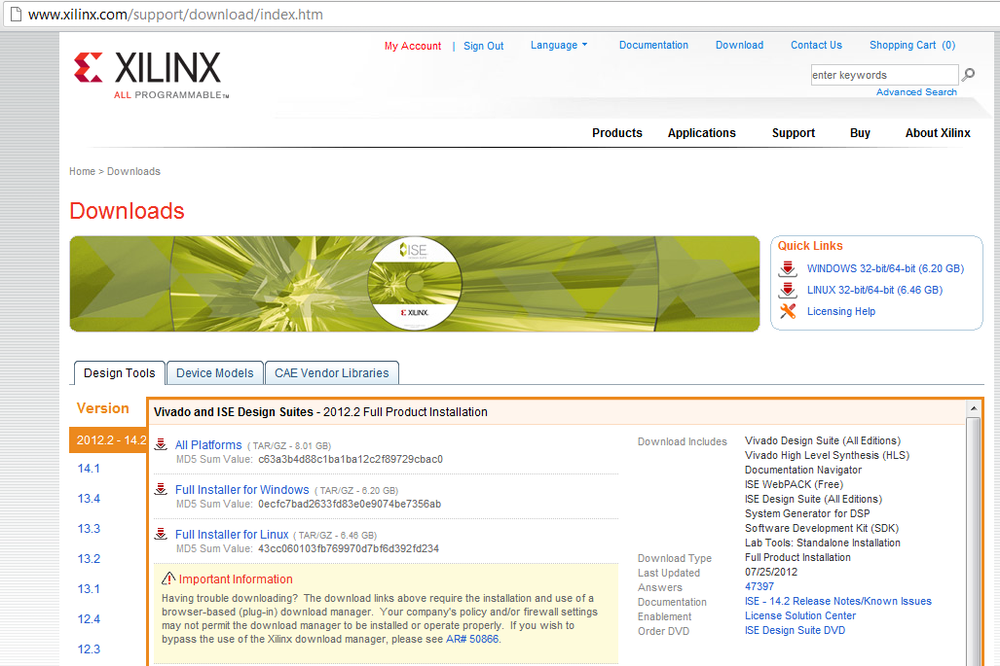 www.xilinx.com/support/download/index.htm
My Account | Sign Out Language Documentation Download Contact Us Shopping Cart (0)
XILINX
ALL PROGRAMMABLE™
enter keywords
Advanced Search
Products Applications Support Buy About Xilinx
Home > Downloads
Downloads
ISE
XILINX
Quick Links
WINDOWS 32-bit/64-bit (6.20 GB)
LINUX 32-bit/64-bit (6.46 GB)
Licensing Help
Design Tools Device Models CAE Vendor Libraries
Version
2012.2 - 14.2
14.1
13.4
13.3
13.2
13.1
12.4
12.3
Vivado and ISE Design Suites - 2012.2 Full Product Installation
All Platforms ( TAR/GZ - 8.01 GB)
MD5 Sum Value: c63a3b4d88c1ba1ba12c2f89729cbac0
Full Installer for Windows ( TAR/GZ - 6.20 GB)
MD5 Sum Value: 0ecfc7bad2633fd83e0e9074be7356ab
Full Installer for Linux ( TAR/GZ - 6.46 GB)
MD5 Sum Value: 43cc060103fb769970d7bf6d392fd234
Important Information
Having trouble downloading? The download links above require the installation and use of a
browser-based (plug-in) download manager. Your company's policy and/or firewall settings
may not permit the download manager to be installed or operate properly. If you wish to
bypass the use of the Xilinx download manager, please see AR# 50866.
Download Includes Vivado Design Suite (All Editions)
Vivado High Level Synthesis (HLS)
Documentation Navigator
ISE WebPACK (Free)
ISE Design Suite (All Editions)
System Generator for DSP
Software Development Kit (SDK)
Lab Tools: Standalone Installation
Download Type Full Product Installation
Last Updated 07/25/2012
Answers 47397
Documentation ISE - 14.2 Release Notes/Known Issues
Enablement License Solution Center
Order DVD ISE Design Suite DVD